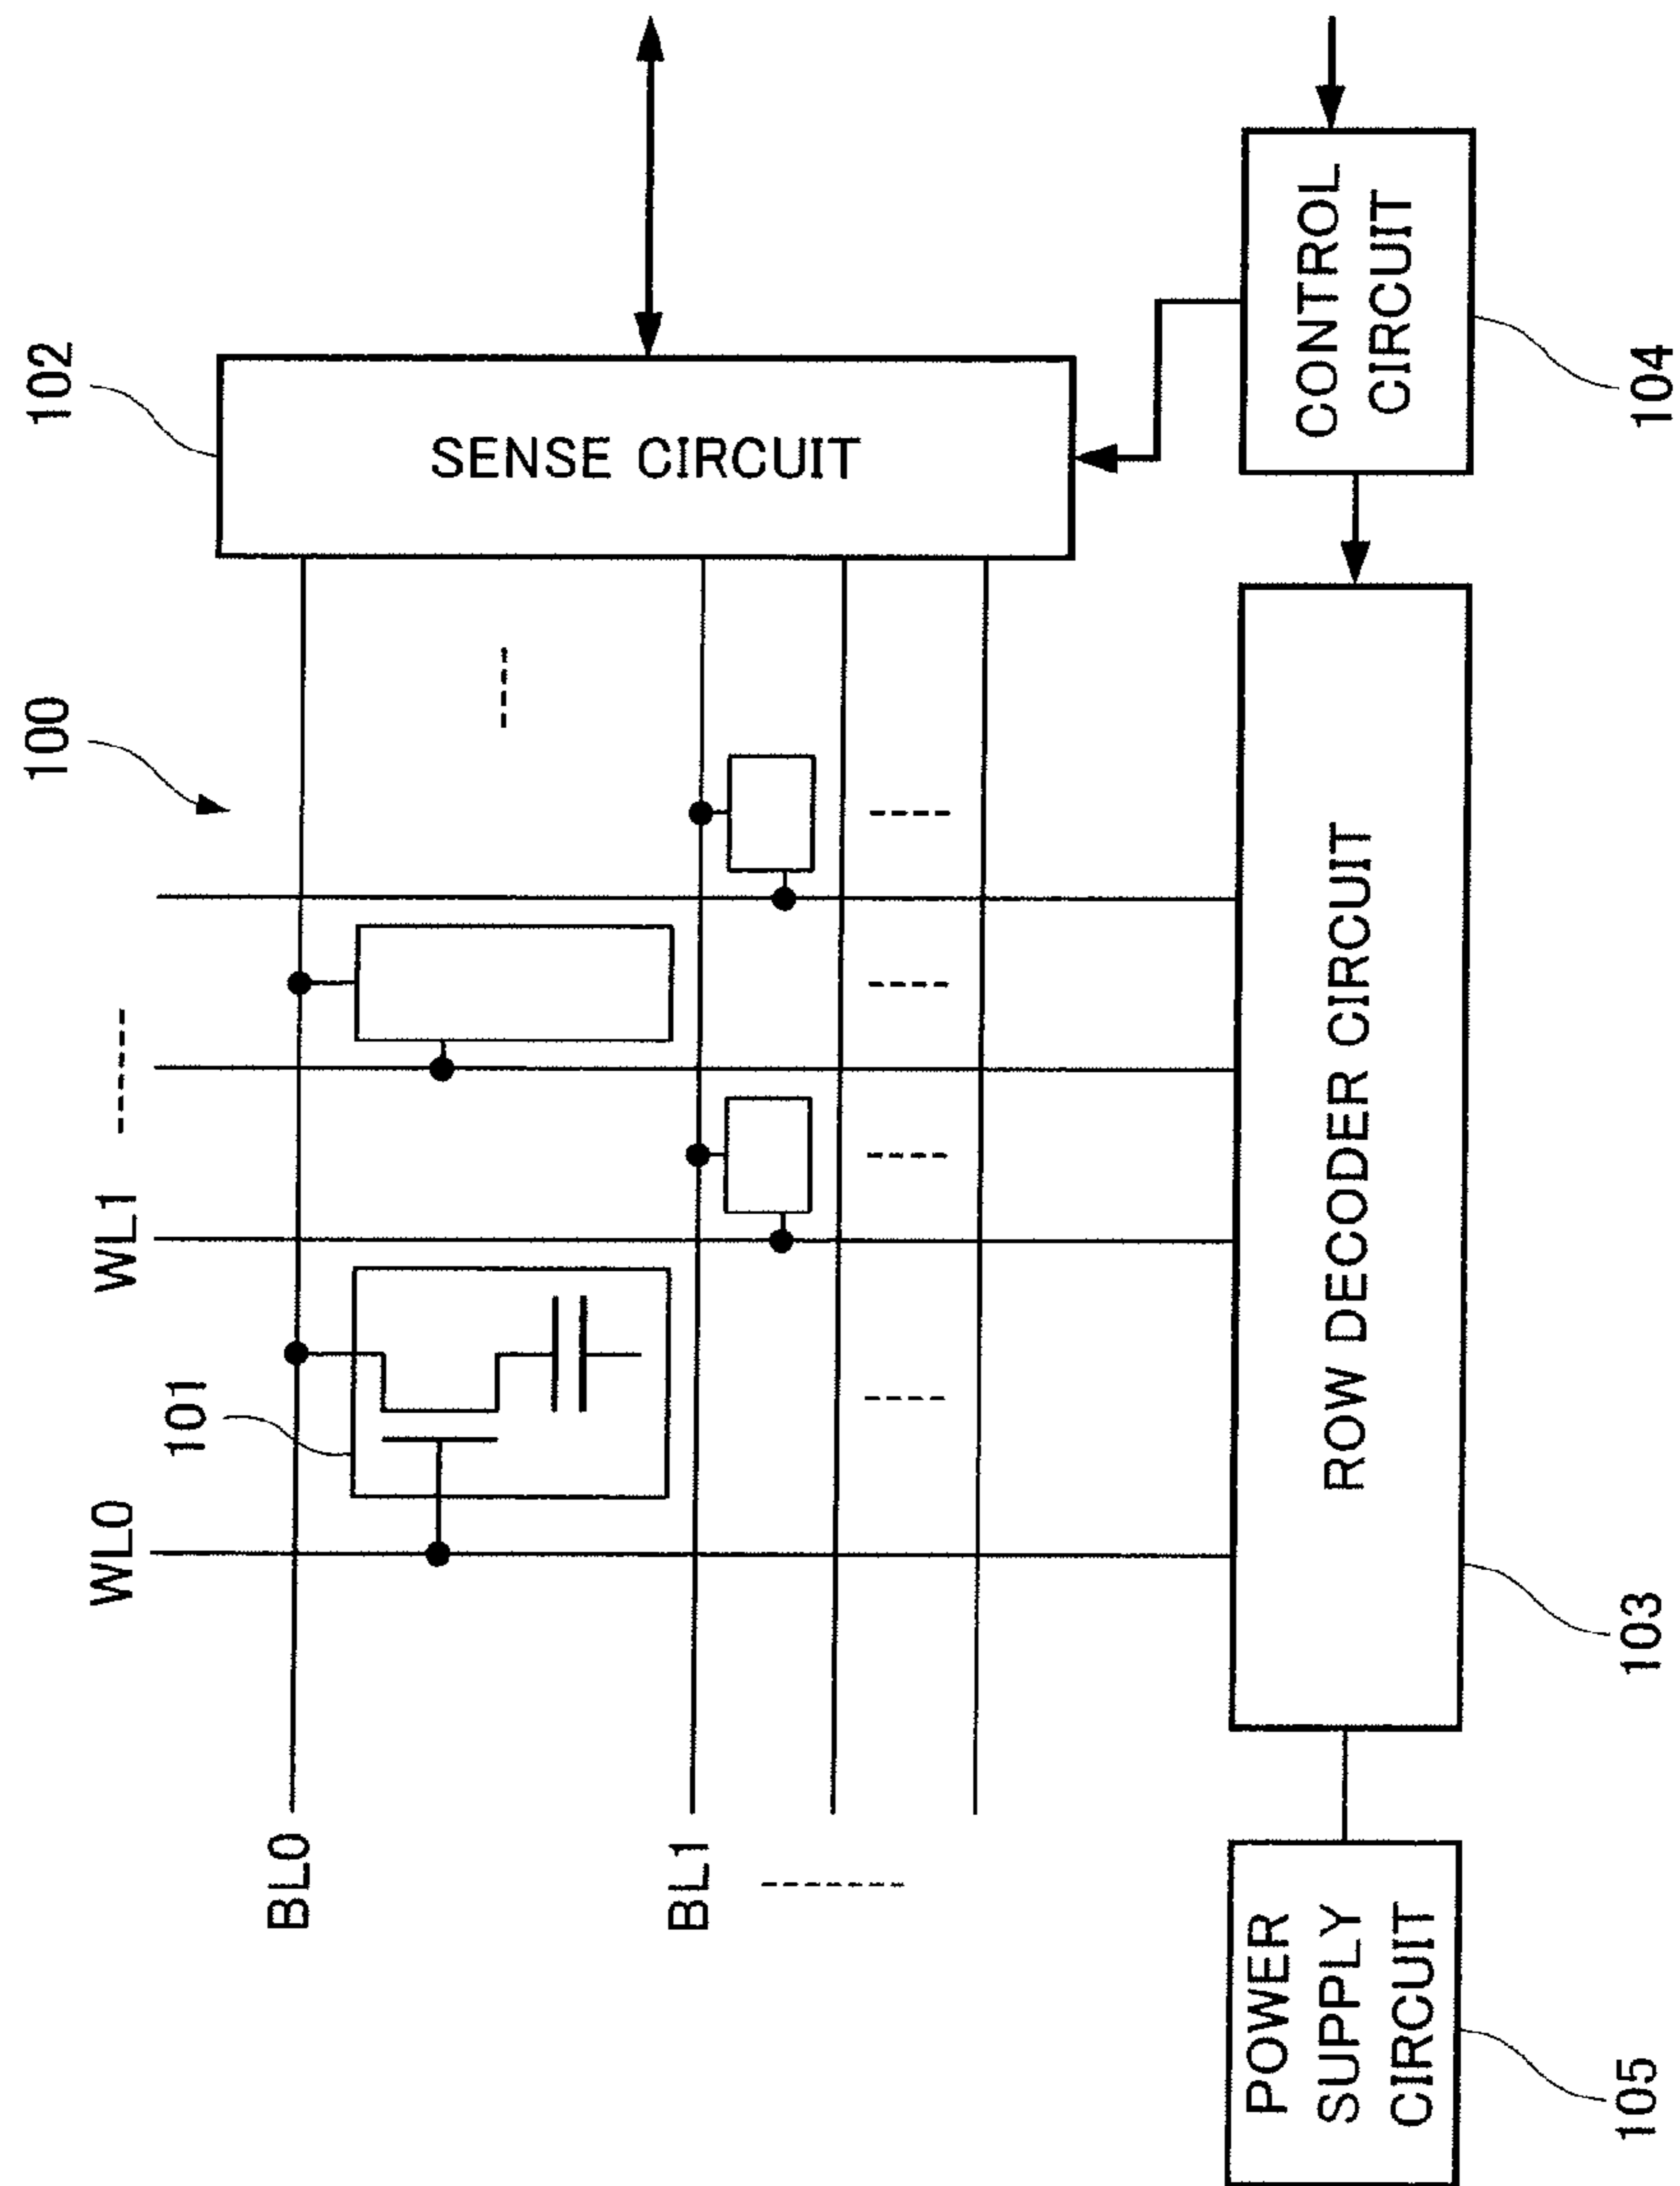 100
102
BL0
BL1
WL0
WL1
101
SENSE CIRCUIT
POWER
SUPPLY
CIRCUIT
ROW DECODER CIRCUIT
CONTROL
CIRCUIT
105
103
104